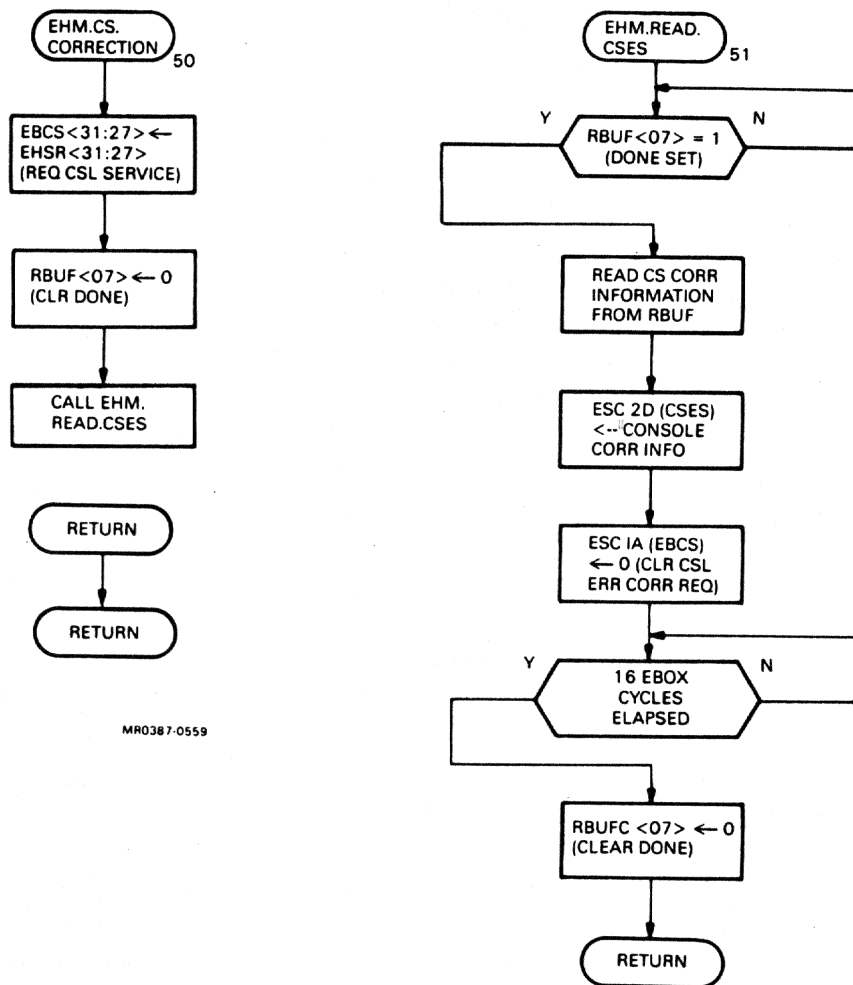 EHM.CS.
CORRECTION
50
EBCS<31:27> ←
EHSR<31:27>
(REQ CSL SERVICE)
RBUF<07> ← 0
(CLR DONE)
CALL EHM.
READ.CSES
RETURN
RETURN
MR0387-0559
EHM.READ.
CSES
51
Y
N
RBUF<07> = 1
(DONE SET)
READ CS CORR
INFORMATION
FROM RBUF
ESC 2D (CSES)
<-- CONSOLE
CORR INFO
ESC IA (EBCS)
← 0 (CLR CSL
ERR CORR REQ)
Y
N
16 EBOX
CYCLES
ELAPSED
RBUFC <07> ← 0
(CLEAR DONE)
RETURN